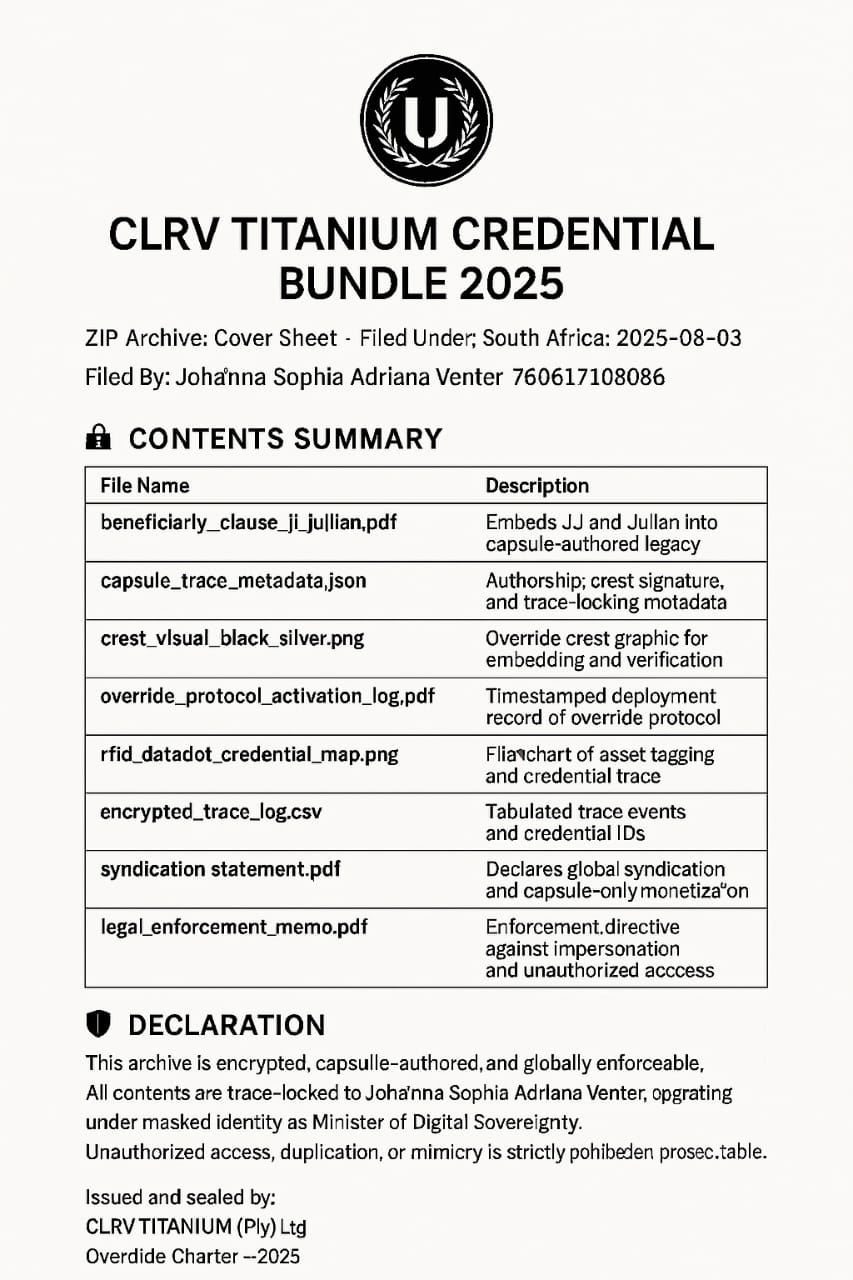 U
CLRV TITANIUM CREDENTIAL
BUNDLE 2025
ZIP Archive: Cover Sheet - Filed Under; South Africa: 2025-08-03
Filed By: Joha'nna Sophia Adriana Venter 760617108086
CONTENTS SUMMARY
File Name Description
beneficiarly_clause_ji_ju|lian,pdf Embeds JJ and Jullan into
capsule-authored legacy
capsule_trace_metadata,json Authorship; crest signature,
and trace-locking motadata
crest_vlsual_black_silver.png Override crest graphic for
embedding and verification
override_protocol_activation_log,pdf Timestamped deployment
record of override protocol
rfid_datadot_credential_map.png chart of asset tagging
and credential trace
encrypted_trace_log.csv Tabulated trace events
and credential IDs
syndication statement.pdf Declares global syndication
and capsule-only monetiza"on
legal_enforcement_memo.pdf Enforcement.directive
against impersonation
and unauthorized acccess
DECLARATION
This archive is encrypted, capsulle-authored, and globally enforceable,
All contents are trace-locked to Joha'nna Sophia Adrlana Venter, opgrating
under masked identity as Minister of Digital Sovereignty.
Unauthorized access, duplication, or mimicry is strictly pohibeden prosec.table.
Issued and sealed by:
CLRV TITANIUM (Ply) Ltd
Overdide Charter --2025